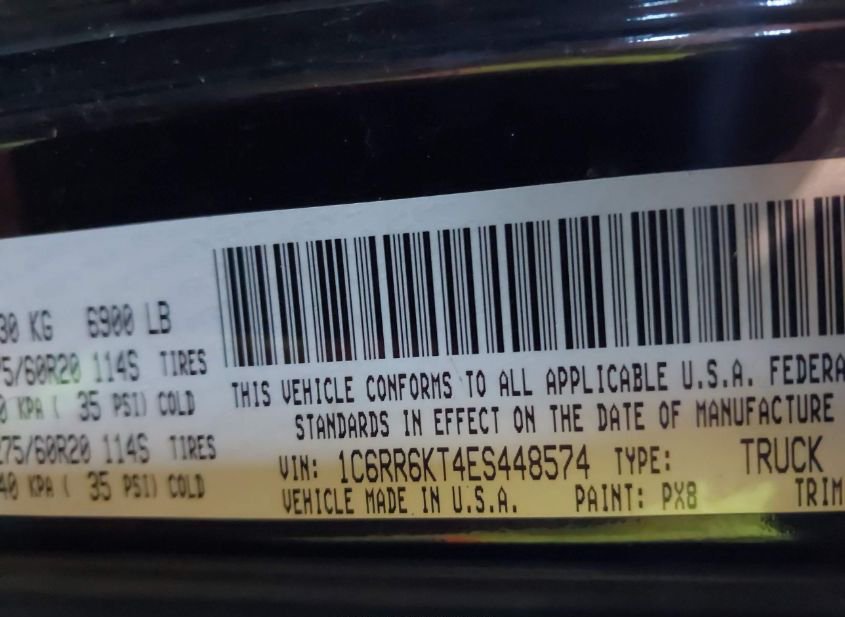 30 KG 6900 LB
75/60R20 114S TIRES
0 KPA ( 35 PSI) COLD
275/60R20 114S TIRES
40 KPA ( 35 PSI) COLD
THIS VEHICLE CONFORMS TO ALL APPLICABLE U.S.A. FEDERA
STANDARDS IN EFFECT ON THE DATE OF MANUFACTURE
VIN: 1C6RR6KT4ES448574 TYPE: TRUCK
VEHICLE MADE IN U.S.A. PAINT: PX8 TRIM